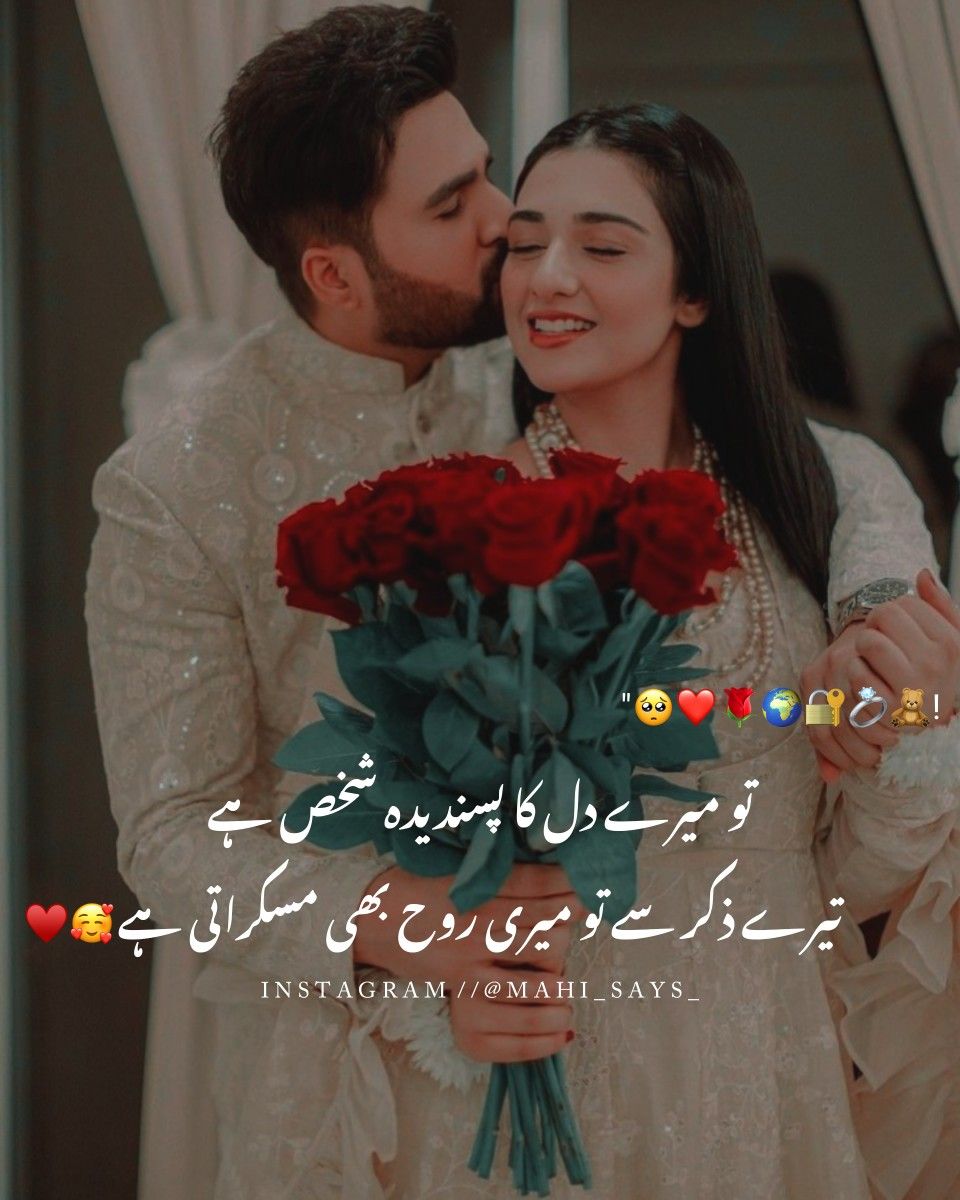 "🥺❤️🌹🌍🔐💍🧸!
تو میرے دل کا پسندیدہ شخص ہے
تیرے ذکر سے تو میری روح بھی مسکراتی ہے🥰♥️
INSTAGRAM//@MAHI_SAYS_